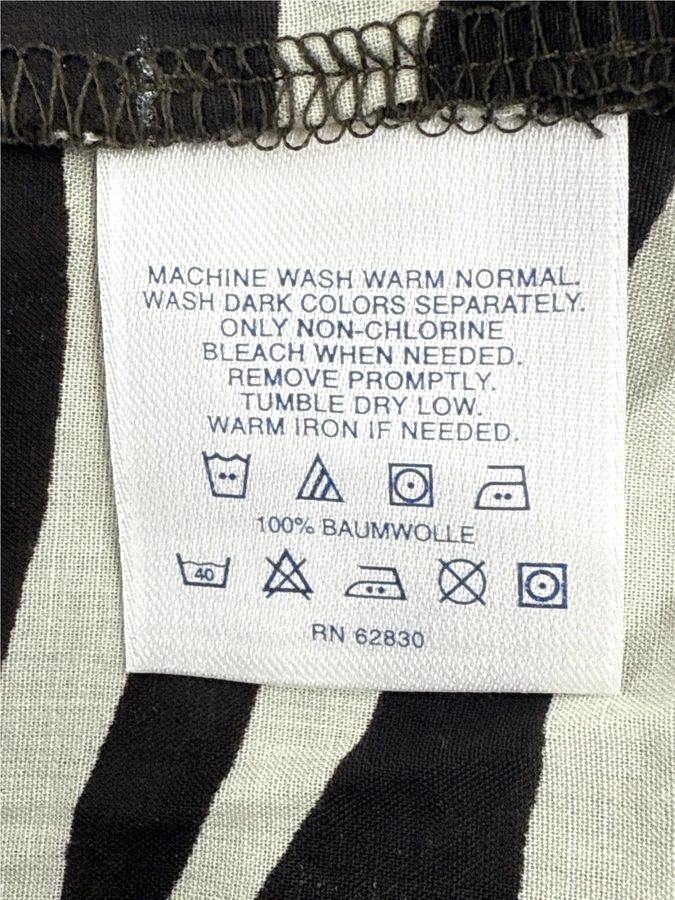 MACHINE WASH WARM NORMAL.
WASH DARK COLORS SEPARATELY.
ONLY NON-CHLORINE
BLEACH WHEN NEEDED.
REMOVE PROMPTLY.
TUMBLE DRY LOW.
WARM IRON IF NEEDED.
100% BAUMWOLLE
40
RN 62830